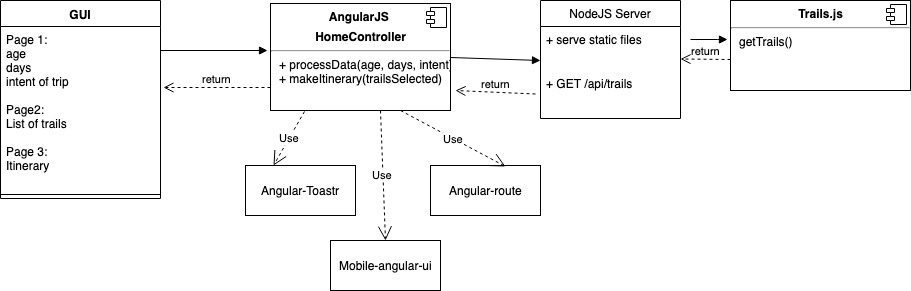 GUI
Page 1:
age
days
intent of trip
Page2:
List of trails
Page 3:
Itinerary
return
AngularJS
HomeController
+ processData(age, days, intent
+ makeItinerary(trailsSelected)
return
NodeJS Server
+ serve static files
+ GET /api/trails
return
Trails.js
getTrails()
Use
Use
Use
Angular-Toastr
Angular-route
Mobile-angular-ui